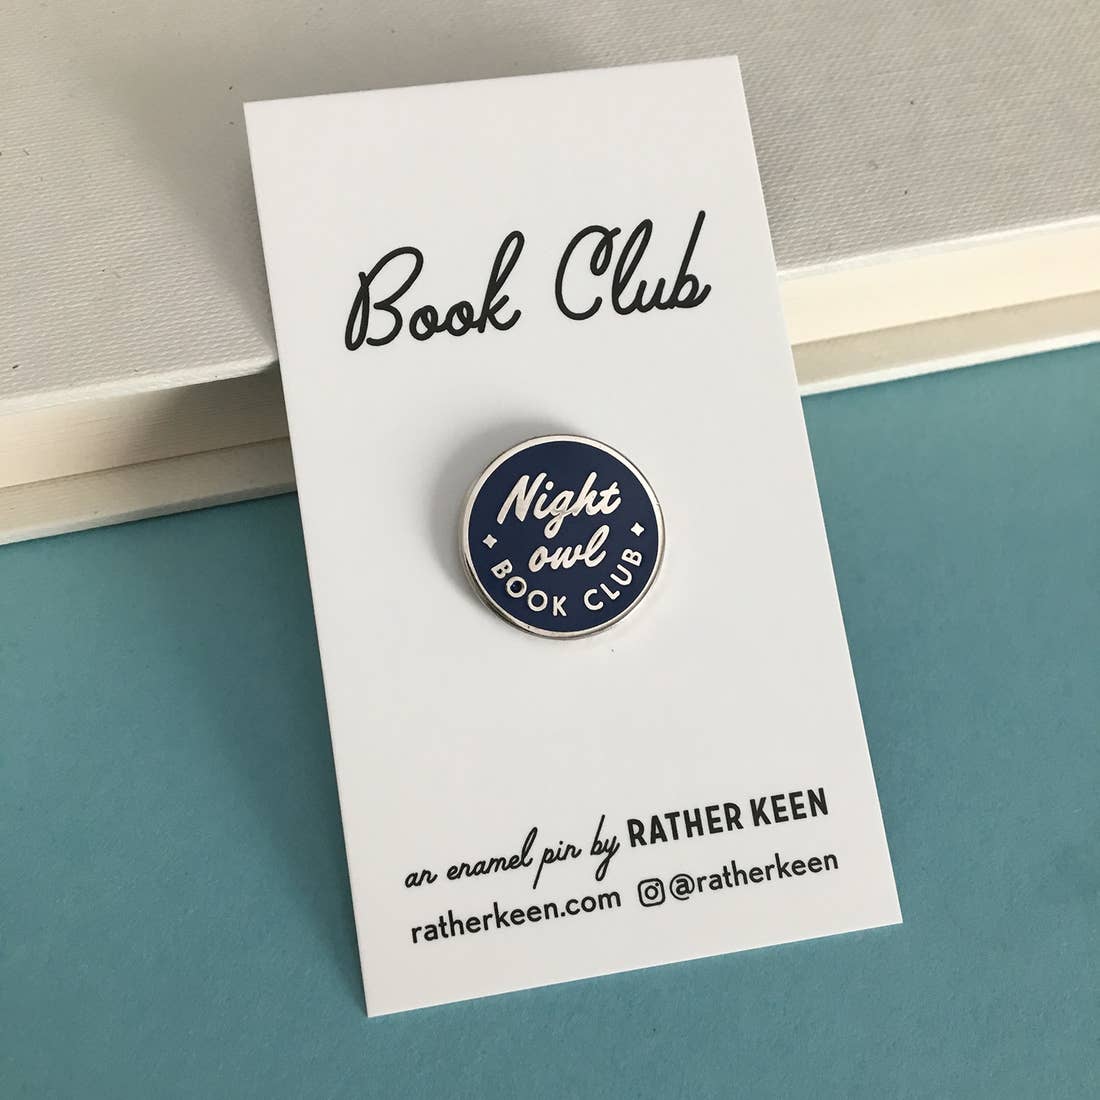 Book Club
Night
owl
BOOK CLUB
an enamel pin by RATHER KEEN
ratherkeen.com @ratherkeen